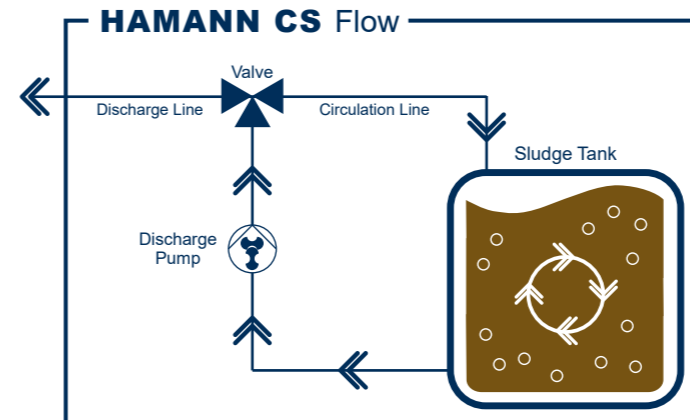 HAMANN CS Flow
Valve
Discharge Line
Circulation Line
Sludge Tank
Discharge
Pump